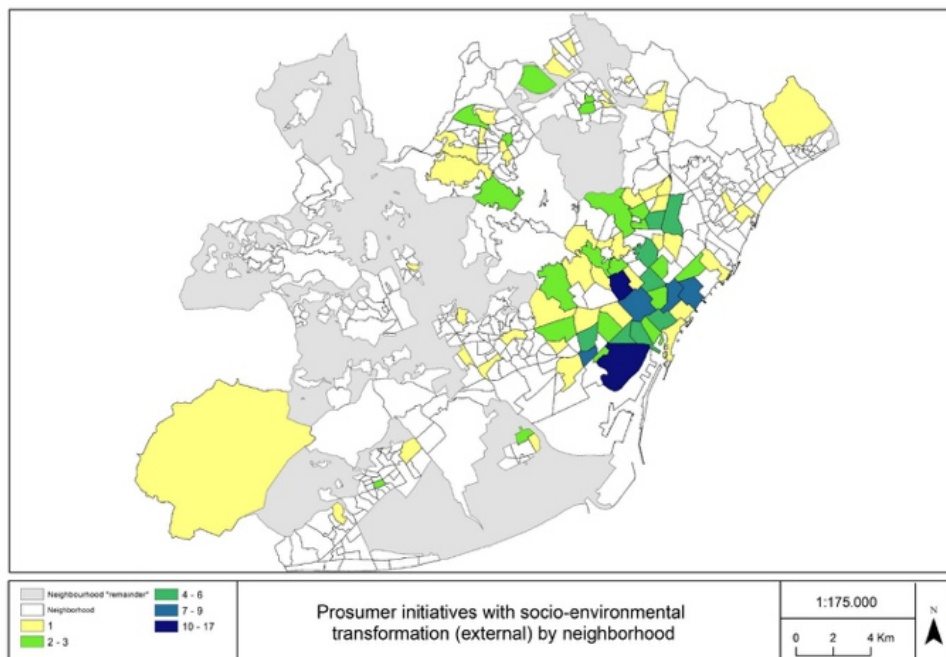 Neighbourhood "remainder"
Neighborhood
1
2 - 3
4 - 6
7 - 9
10 - 17
Prosumer initiatives with socio-environmental
transformation (external) by neighborhood
1:175.000
0 2 4 Km
N